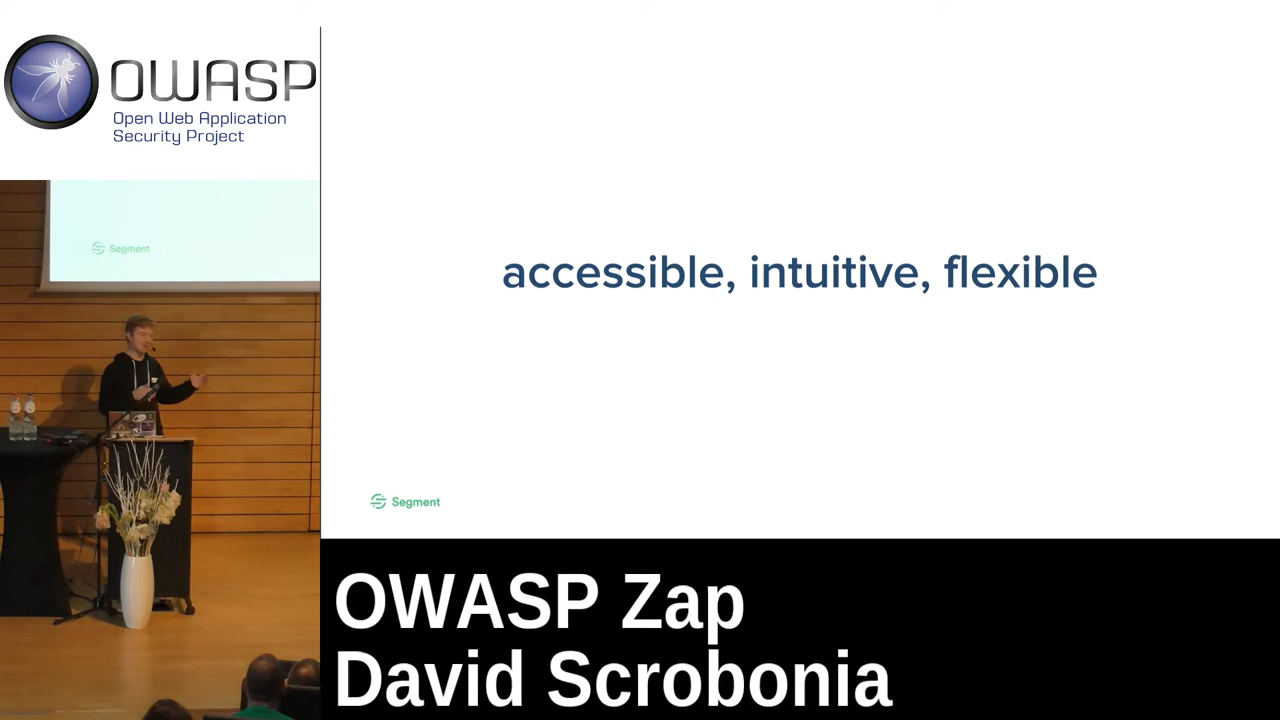 OWASP
Open Web Application
Security Project
Segment
accessible, intuitive, flexible
Segment
OWASP Zap
David Scrobonia